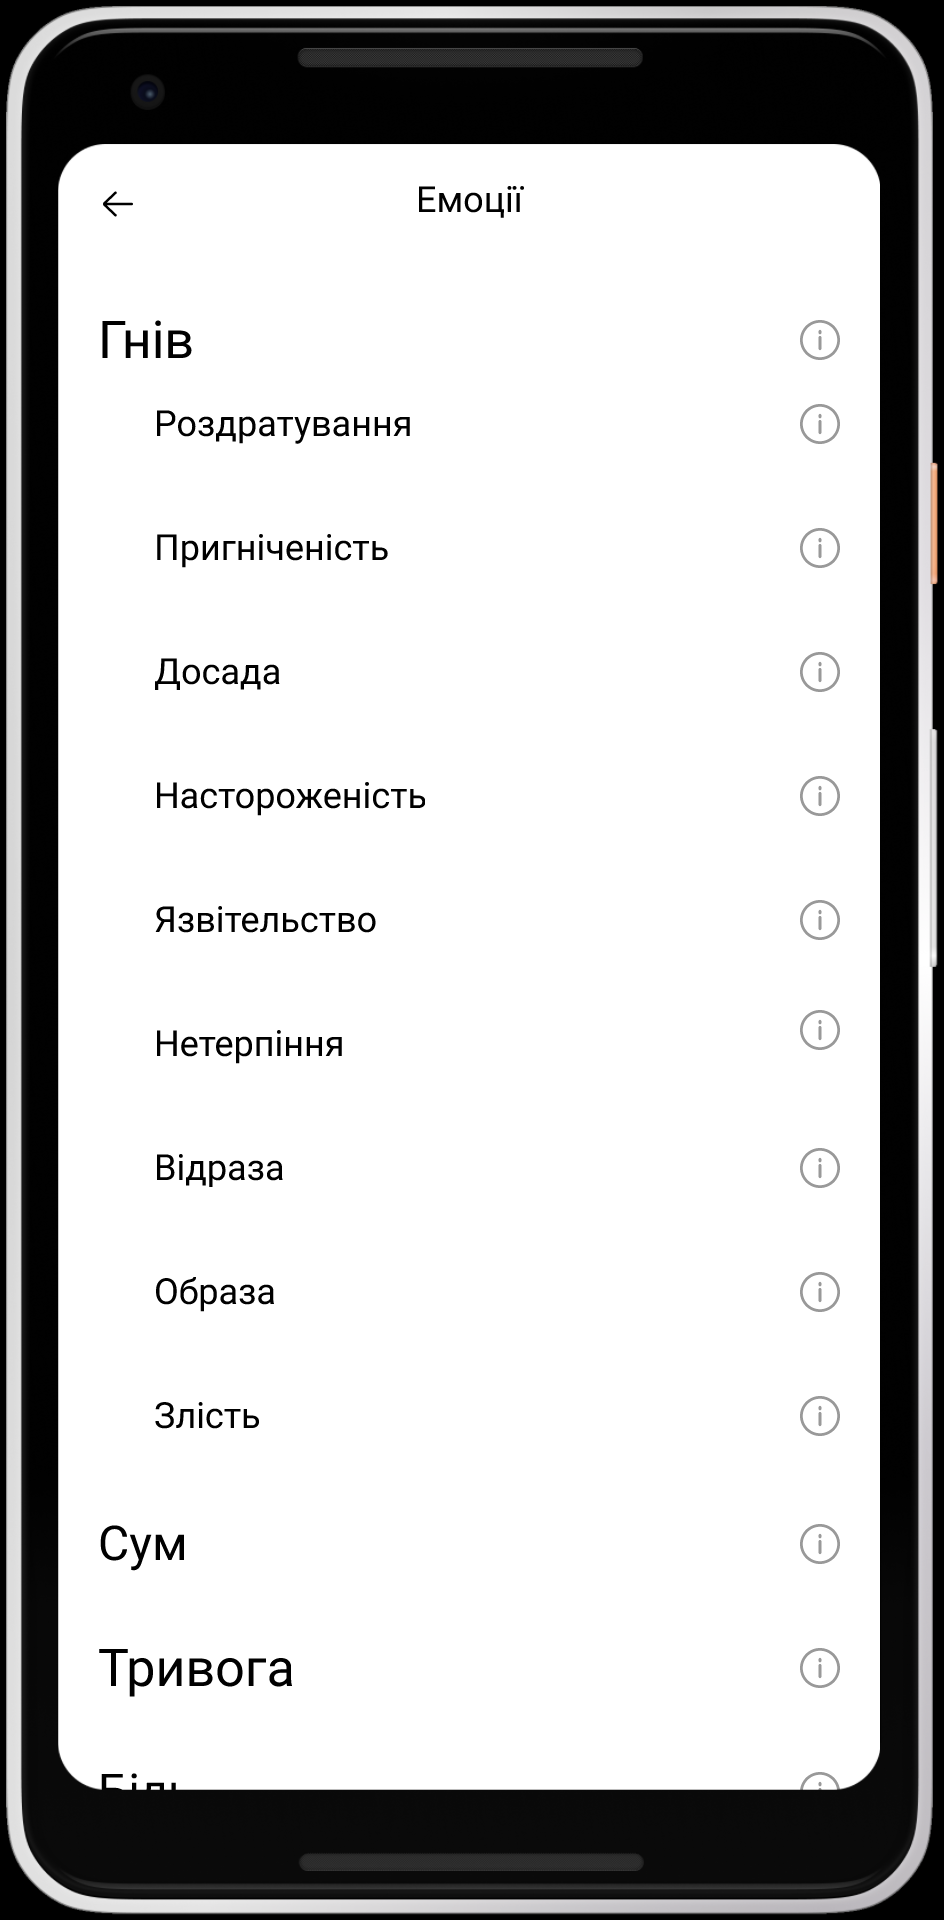 Емоції
Гнів
Роздратування
Пригніченість
Досада
Настороженість
Язвітельство
Нетерпіння
Відраза
Образа
Злість
Сум
Тривога